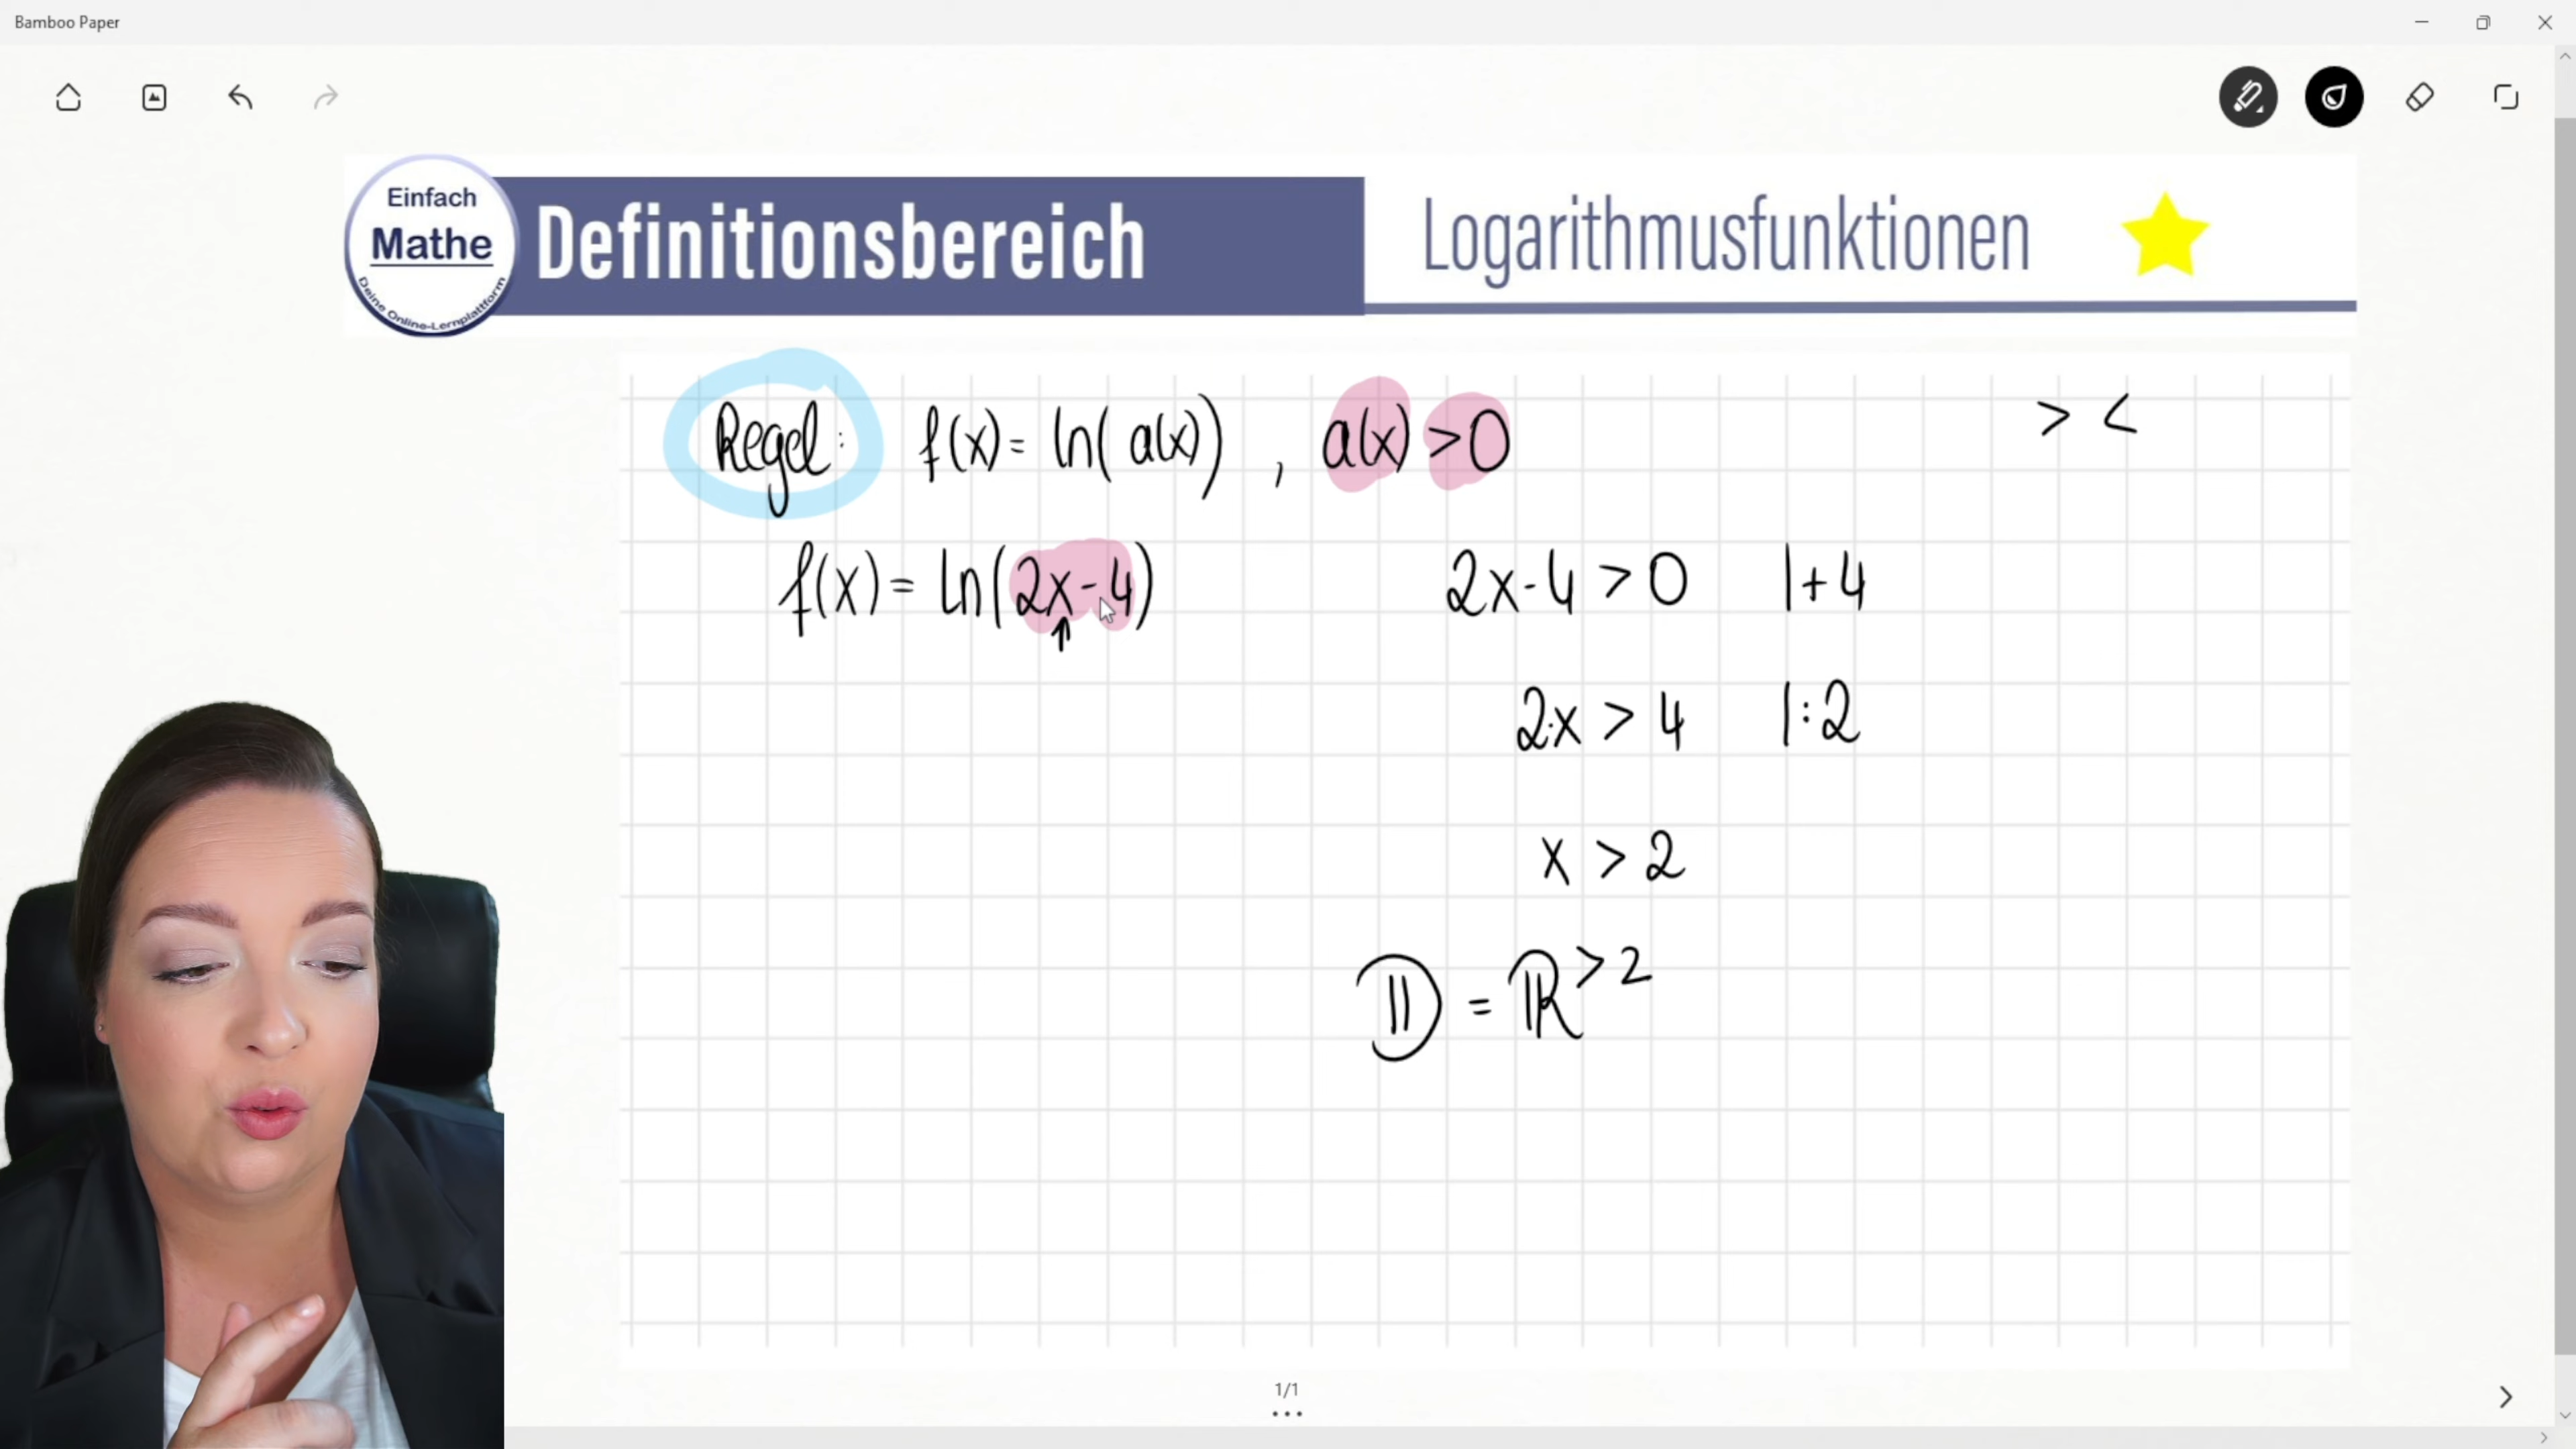 Bamboo Paper
Einfach
Mathe
Deine Online-Lernplattform
Definitionsbereich
Logarithmusfunktionen
Regel: f(x) = ln( a(x) ) , a(x) > 0
> <
f(x) = ln(2x - 4)
2x - 4 > 0 | + 4
2·x > 4 | : 2
x > 2
𝔻 = ℝ^{> 2}
1/1